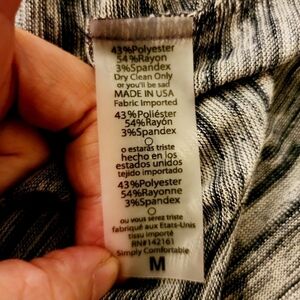 43%Polyester
54%Rayon
3%Spandex
Dry Clean Only
or you'll be sad
MADE IN USA
Fabric Imported
43%Poliéster
54%Rayón
3%Spandex
o estarás triste
hecho en los
estados unidos
tejido importado
43%Polyester
54%Rayonne
3%Spandex
ou vous serez triste
fabriqué aux Etats-Unis
tissu importé
RN#142161
Simply Comfortable
M